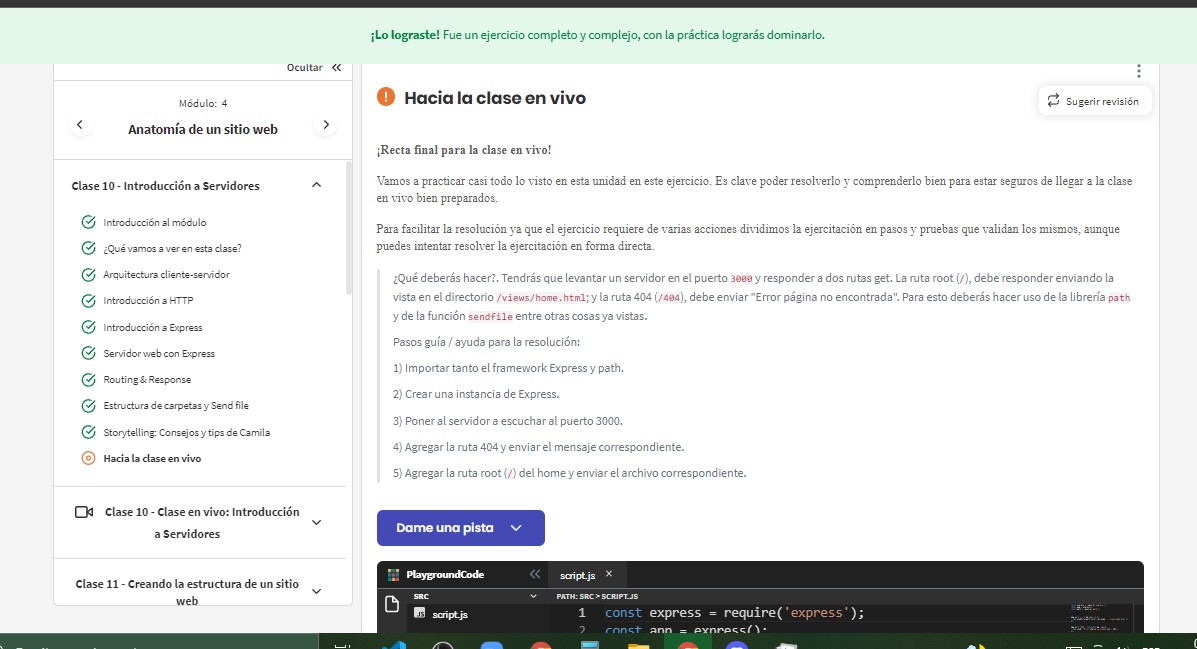 ¡Lo lograste! Fue un ejercicio completo y complejo, con la práctica lograrás dominarlo.
Ocultar
Módulo: 4
Anatomía de un sitio web
Clase 10 - Introducción a Servidores
Introducción al módulo
¿Qué vamos a ver en esta clase?
Arquitectura cliente-servidor
Introducción a HTTP
Introducción a Express
Servidor web con Express
Routing & Response
Estructura de carpetas y Send file
Storytelling: Consejos y tips de Camila
Hacia la clase en vivo
Clase 10 - Clase en vivo: Introducción
a Servidores
Clase 11 - Creando la estructura de un sitio
web
Hacia la clase en vivo
Sugerir revisión
¡Recta final para la clase en vivo!
Vamos a practicar casi todo lo visto en esta unidad en este ejercicio. Es clave poder resolverlo y comprenderlo bien para estar seguros de llegar a la clase
en vivo bien preparados.
Para facilitar la resolución ya que el ejercicio requiere de varias acciones dividimos la ejercitación en pasos y pruebas que validan los mismos, aunque
puedes intentar resolver la ejercitación en forma directa.
¿Qué deberás hacer?. Tendrás que levantar un servidor en el puerto 3000 y responder a dos rutas get. La ruta root (/), debe responder enviando la
vista en el directorio /views/home.html; y la ruta 404 (/404), debe enviar "Error página no encontrada". Para esto deberás hacer uso de la librería path
y de la función sendfile entre otras cosas ya vistas.
Pasos guía / ayuda para la resolución:
1) Importar tanto el framework Express y path.
2) Crear una instancia de Express.
3) Poner al servidor a escuchar al puerto 3000.
4) Agregar la ruta 404 y enviar el mensaje correspondiente.
5) Agregar la ruta root (/) del home y enviar el archivo correspondiente.
Dame una pista
PlaygroundCode
script.js
SRC
PATH: SRC > SCRIPT.JS
JS script.js
1 const express = require('express');
2 const app = express();